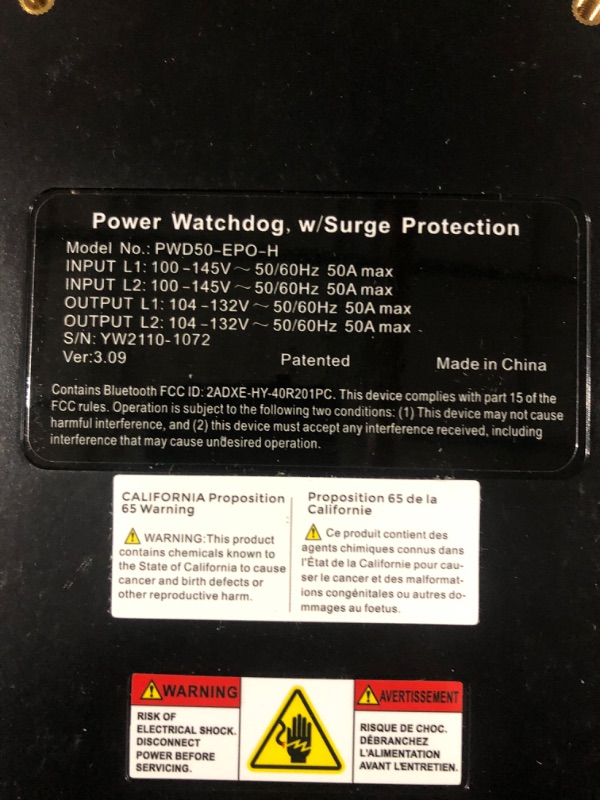 Power Watchdog, w/Surge Protection
Model No.: PWD50-EPO-H
INPUT L1: 100-145V～50/60Hz 50A max
INPUT L2: 100-145V～50/60Hz 50A max
OUTPUT L1: 104-132V～50/60Hz 50A max
OUTPUT L2: 104-132V～50/60Hz 50A max
S/N: YW2110-1072
Ver:3.09 Patented Made in China
Contains Bluetooth FCC ID: 2ADXE-HY-40R201PC. This device complies with part 15 of the
FCC rules. Operation is subject to the following two conditions: (1) This device may not cause
harmful interference, and (2) this device must accept any interference received, including
interference that may cause undesired operation.
CALIFORNIA Proposition
65 Warning
WARNING:This product
contains chemicals known to
the State of California to cause
cancer and birth defects or
other reproductive harm.
Proposition 65 de la
Californie
Ce produit contient des
agents chimiques connus dans
l'État de la Californie pour cau-
ser le cancer et des malformat-
ions congénitales ou autres do-
mmages au foetus.
WARNING
RISK OF
ELECTRICAL SHOCK.
DISCONNECT
POWER BEFORE
SERVICING.
AVERTISSEMENT
RISQUE DE CHOC.
DÉBRANCHEZ
L'ALIMENTATION
AVANT L'ENTRETIEN.